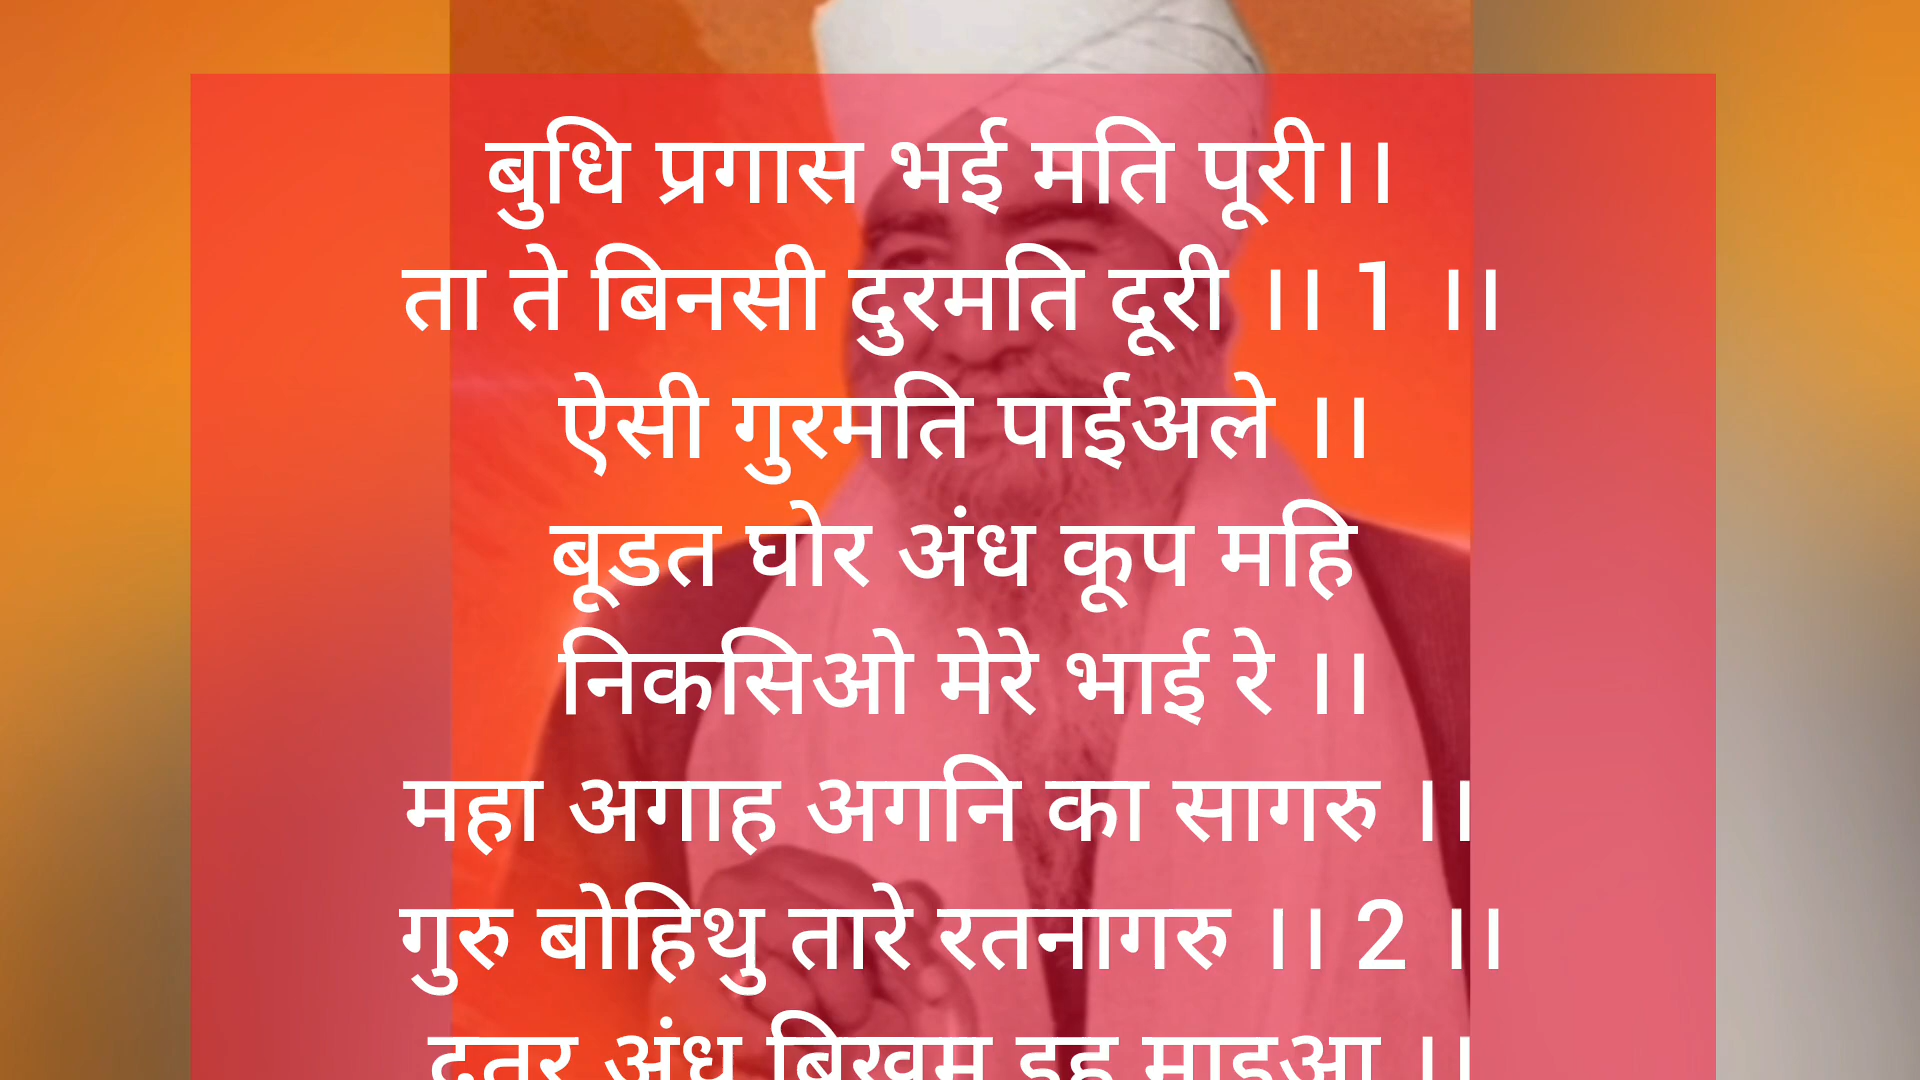 बुधि प्रगास भई मति पूरी।।
ता ते बिनसी दुरमति दूरी ।। 1 ।।
ऐसी गुरमति पाईअले ।।
बूडत घोर अंध कूप महि
निकसिओ मेरे भाई रे ।।
महा अगाह अगनि का सागरु ।।
गुरु बोहिथु तारे रतनागरु ।। 2 ।।
दुतर अंध बिखम इह माइआ ।।